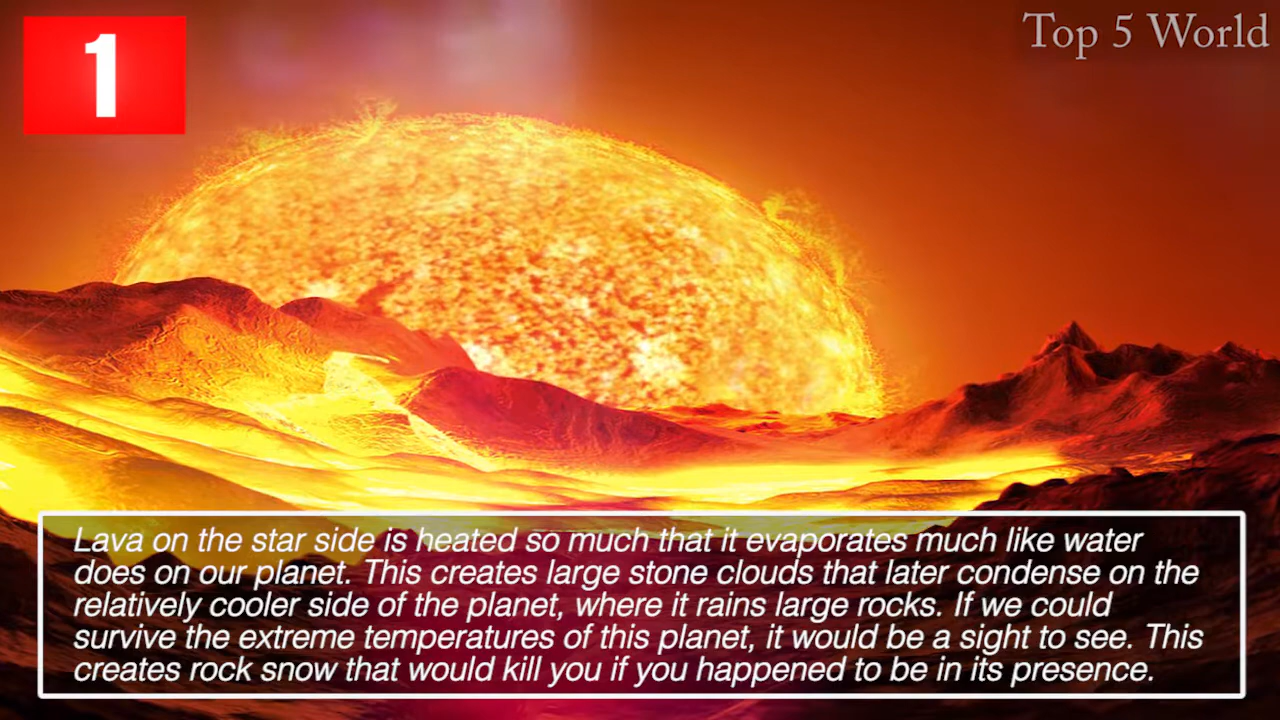 1
Top 5 World
Lava on the star side is heated so much that it evaporates much like water
does on our planet. This creates large stone clouds that later condense on the
relatively cooler side of the planet, where it rains large rocks. If we could
survive the extreme temperatures of this planet, it would be a sight to see. This
creates rock snow that would kill you if you happened to be in its presence.